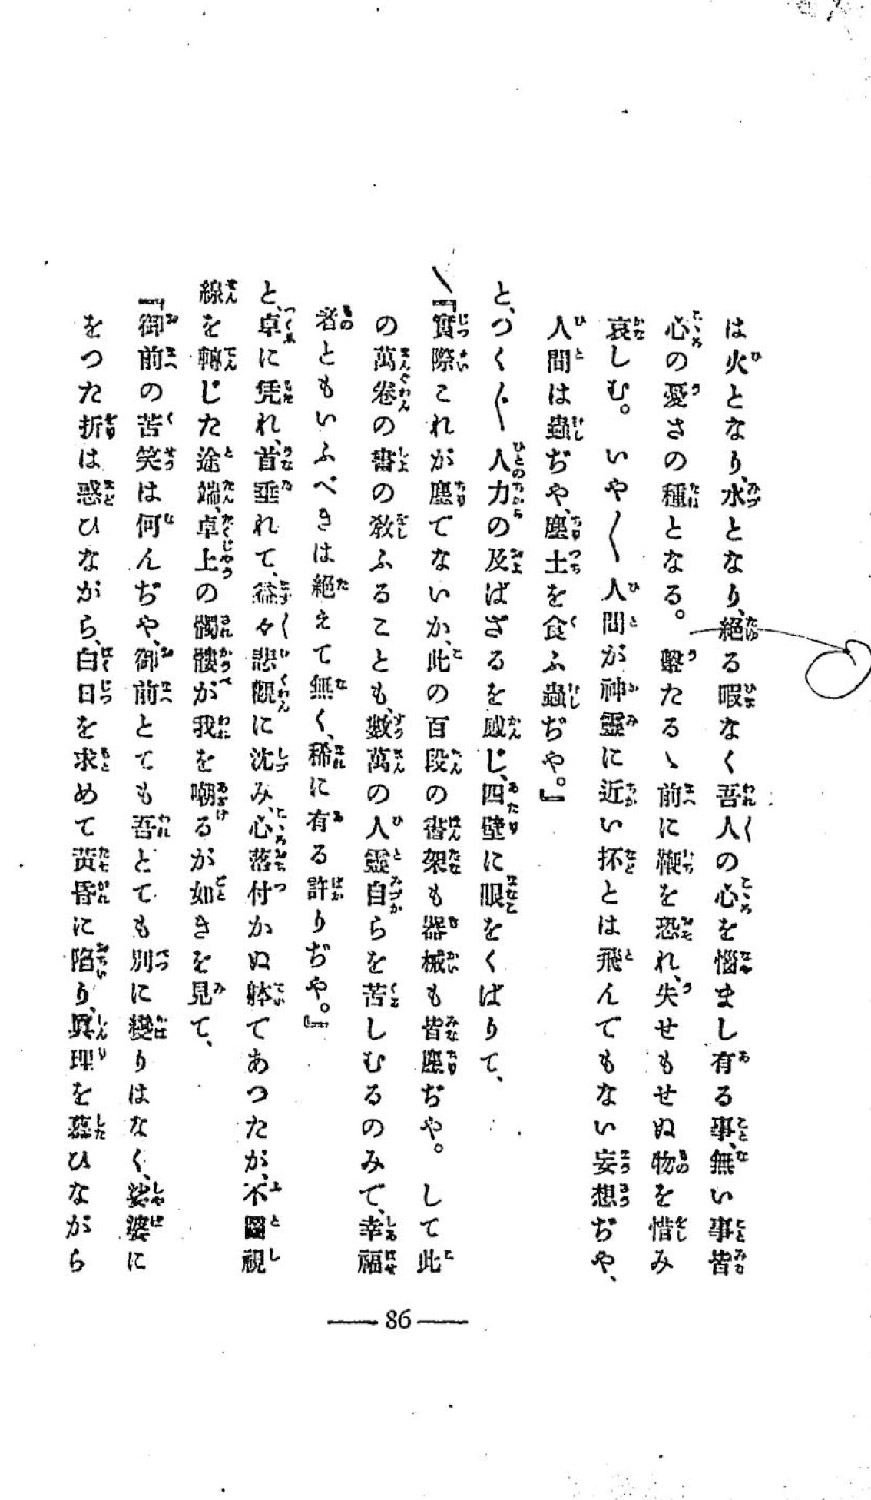 は火となり、水となり、絶る暇なく吾人の心を惱まし有る事、無い事皆
心の憂さの種となる。擊たるゝ前に鞭を恐れ、失せもせぬ物を惜み
哀しむ。いや〱人間が神靈に近い抔とは飛んでもない妄想ぢや、
人間は蟲ぢや、塵土を食ふ蟲ぢや。』
と、つく〲人力の及ばざるを感じ、四壁に眼をくばりて、
『實際これが塵でないか、此の百段の書架も器械も皆塵ぢや。して此
の萬卷の書の敎ふることも、數萬の人靈自らを苦しむるのみで、幸福
者ともいふべきは絕えて無く、稀に有る許りぢや。』
と、卓に凭れ、首垂れて、益々悲觀に沈み、心落付かぬ躰であつたが、不圖視
線を轉じた途端、卓上の髑髏が我を嘲るが如きを見て、
『御前の苦笑は何んぢや、御前とても吾とても別に變りはなく、娑婆に
をつた折は惑ひながら、白日を求めて黃昏に陷り、眞理を慕ひながら
86